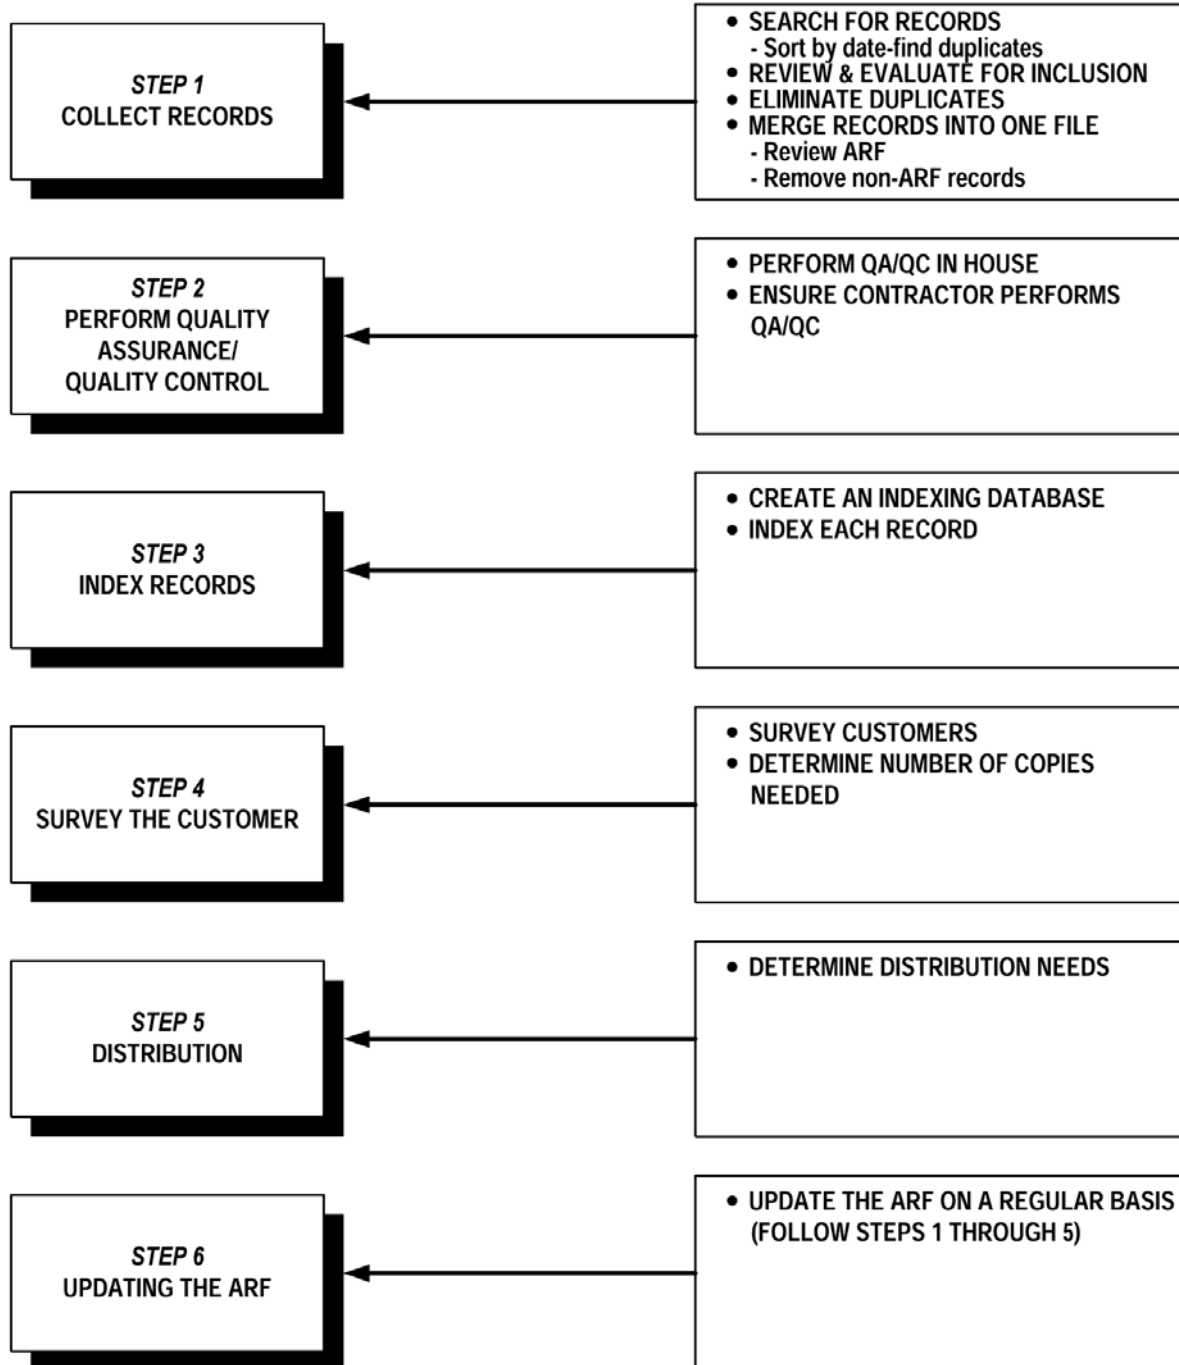 STEP 1
COLLECT RECORDS
• SEARCH FOR RECORDS
- Sort by date-find duplicates
• REVIEW & EVALUATE FOR INCLUSION
• ELIMINATE DUPLICATES
• MERGE RECORDS INTO ONE FILE
- Review ARF
- Remove non-ARF records
STEP 2
PERFORM QUALITY
ASSURANCE/
QUALITY CONTROL
• PERFORM QA/QC IN HOUSE
• ENSURE CONTRACTOR PERFORMS
QA/QC
STEP 3
INDEX RECORDS
• CREATE AN INDEXING DATABASE
• INDEX EACH RECORD
STEP 4
SURVEY THE CUSTOMER
• SURVEY CUSTOMERS
• DETERMINE NUMBER OF COPIES
NEEDED
STEP 5
DISTRIBUTION
• DETERMINE DISTRIBUTION NEEDS
STEP 6
UPDATING THE ARF
• UPDATE THE ARF ON A REGULAR BASIS
(FOLLOW STEPS 1 THROUGH 5)